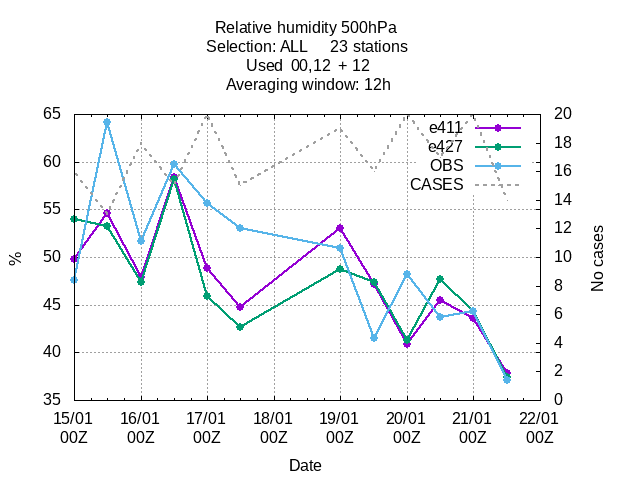 Relative humidity 500hPa
Selection: ALL 23 stations
Used 00,12 + 12
Averaging window: 12h
65 20
e411
18
e427
60 OBS 16
CASES
14
55
12
%
50 10
No cases
8
45
6
4
40
2
35 0
15/01 16/01 17/01 18/01 19/01 20/01 21/01 22/01
00Z 00Z 00Z 00Z 00Z 00Z 00Z 00Z
Date